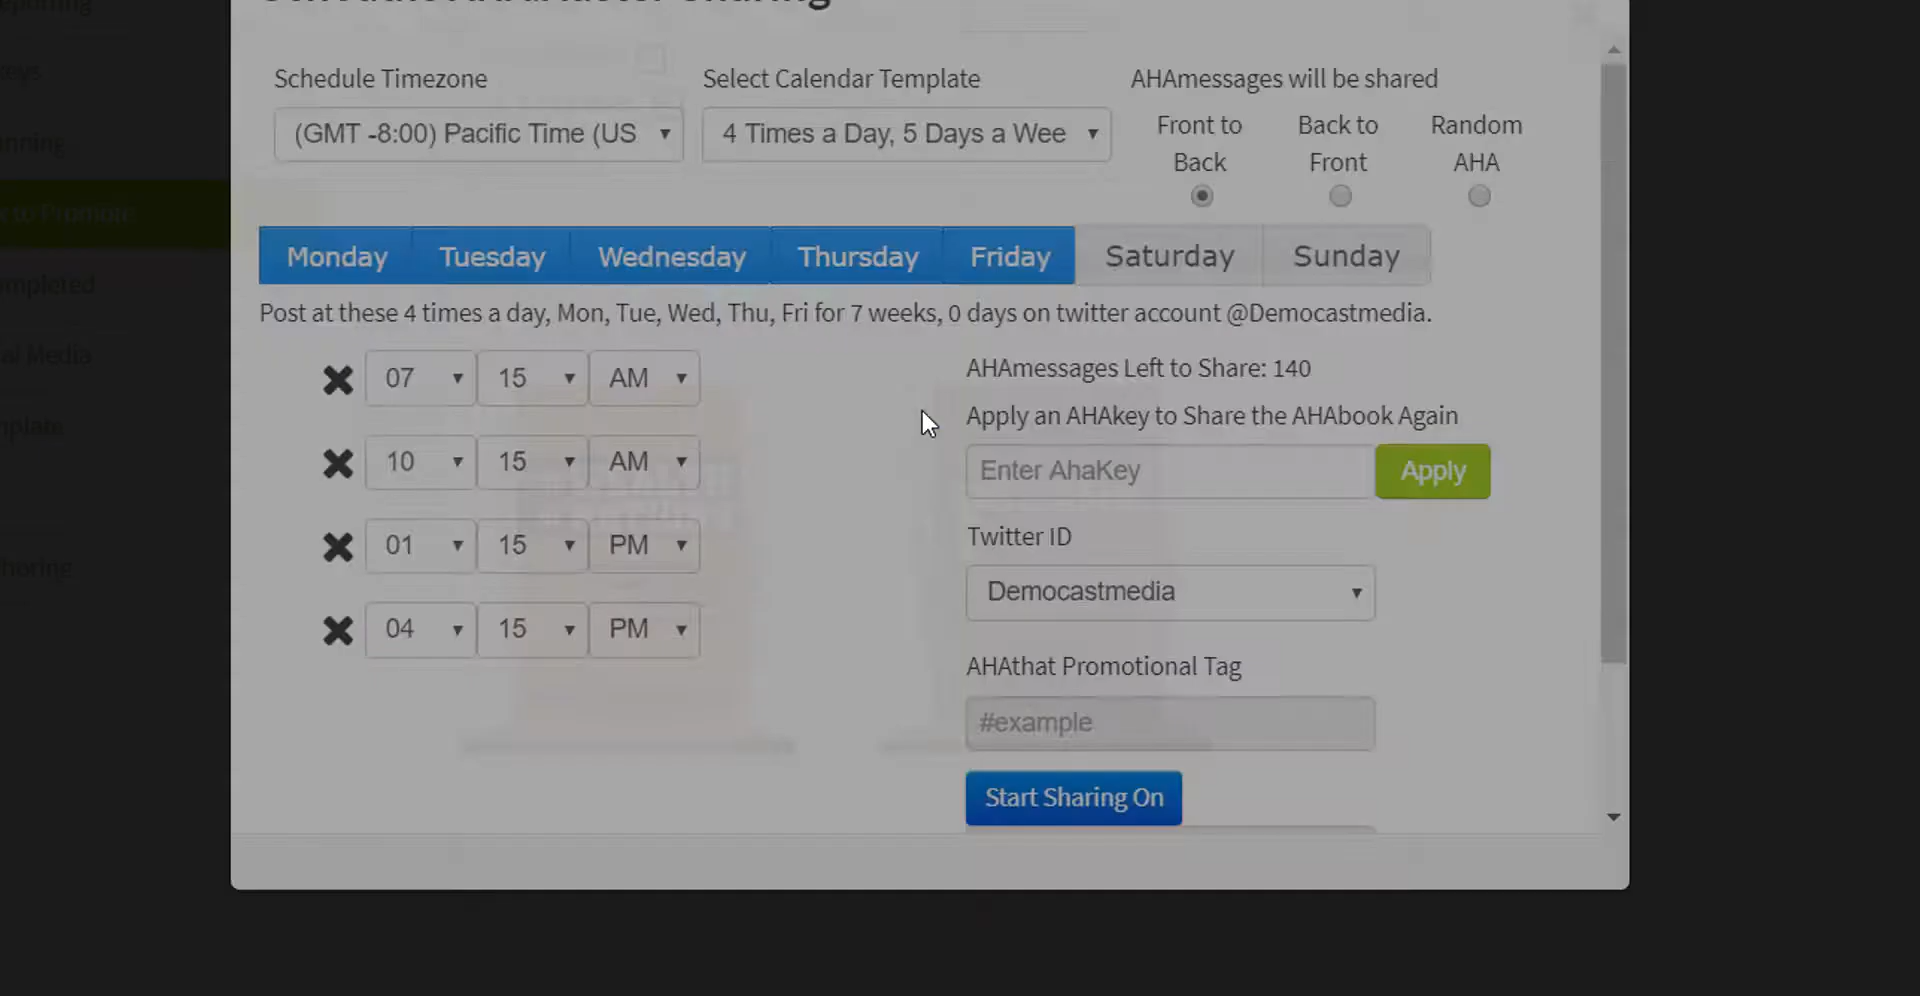 Sharing
Schedule Timezone
Select Calendar Template
AHAmessages will be shared
(GMT -8:00) Pacific Time (US
4 Times a Day, 5 Days a Wee
Front to Back
Back to Front
Random AHA
Monday
Tuesday
Wednesday
Thursday
Friday
Saturday
Sunday
Post at these 4 times a day, Mon, Tue, Wed, Thu, Fri for 7 weeks, 0 days on twitter account @Democastmedia.
07 15 AM
10 15 AM
01 15 PM
04 15 PM
AHAmessages Left to Share: 140
Apply an AHAkey to Share the AHAbook Again
Enter AhaKey
Apply
Twitter ID
Democastmedia
AHAthat Promotional Tag
#example
Start Sharing On
to Promote
Media